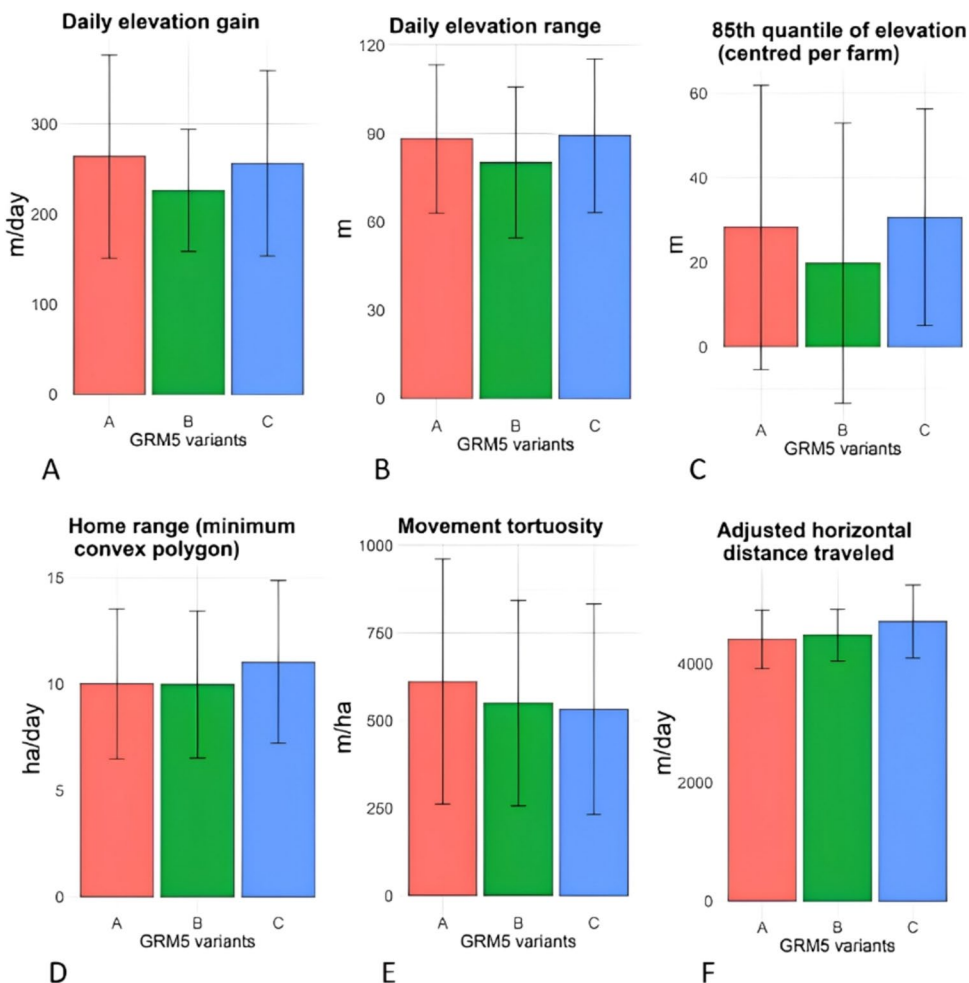 Daily elevation gain
m/day
300
200
100
0
A
B
C
GRM5 variants
A
Daily elevation range
m
120
90
60
30
0
A
B
C
GRM5 variants
B
85th quantile of elevation
(centred per farm)
m
60
40
20
0
A
B
C
GRM5 variants
C
Home range (minimum
convex polygon)
ha/day
15
10
5
0
A
B
C
GRM5 variants
D
Movement tortuosity
m/ha
1000
750
500
250
0
A
B
C
GRM5 variants
E
Adjusted horizontal
distance traveled
m/day
4000
2000
0
A
B
C
GRM5 variants
F